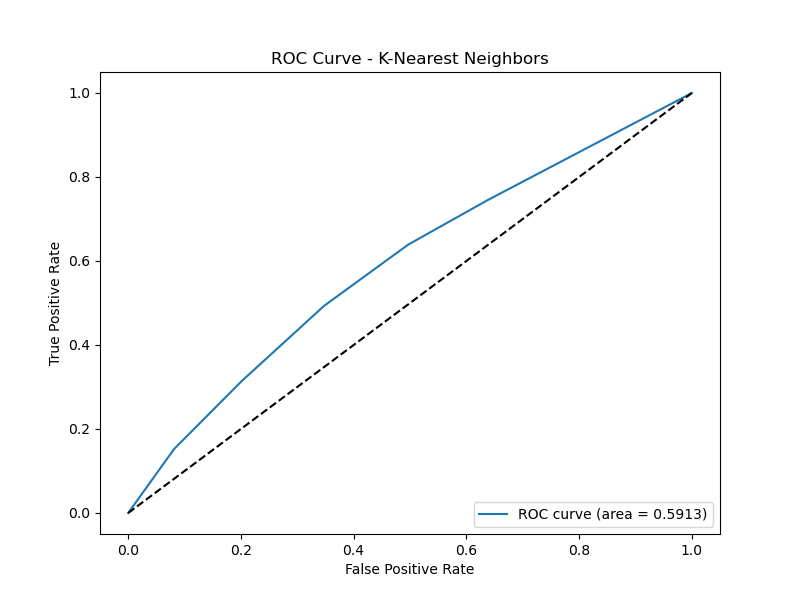 ROC Curve - K-Nearest Neighbors
1.0
0.8
0.6
0.4
0.2
0.0
True Positive Rate
ROC curve (area = 0.5913)
0.0 0.2 0.4 0.6 0.8 1.0
False Positive Rate